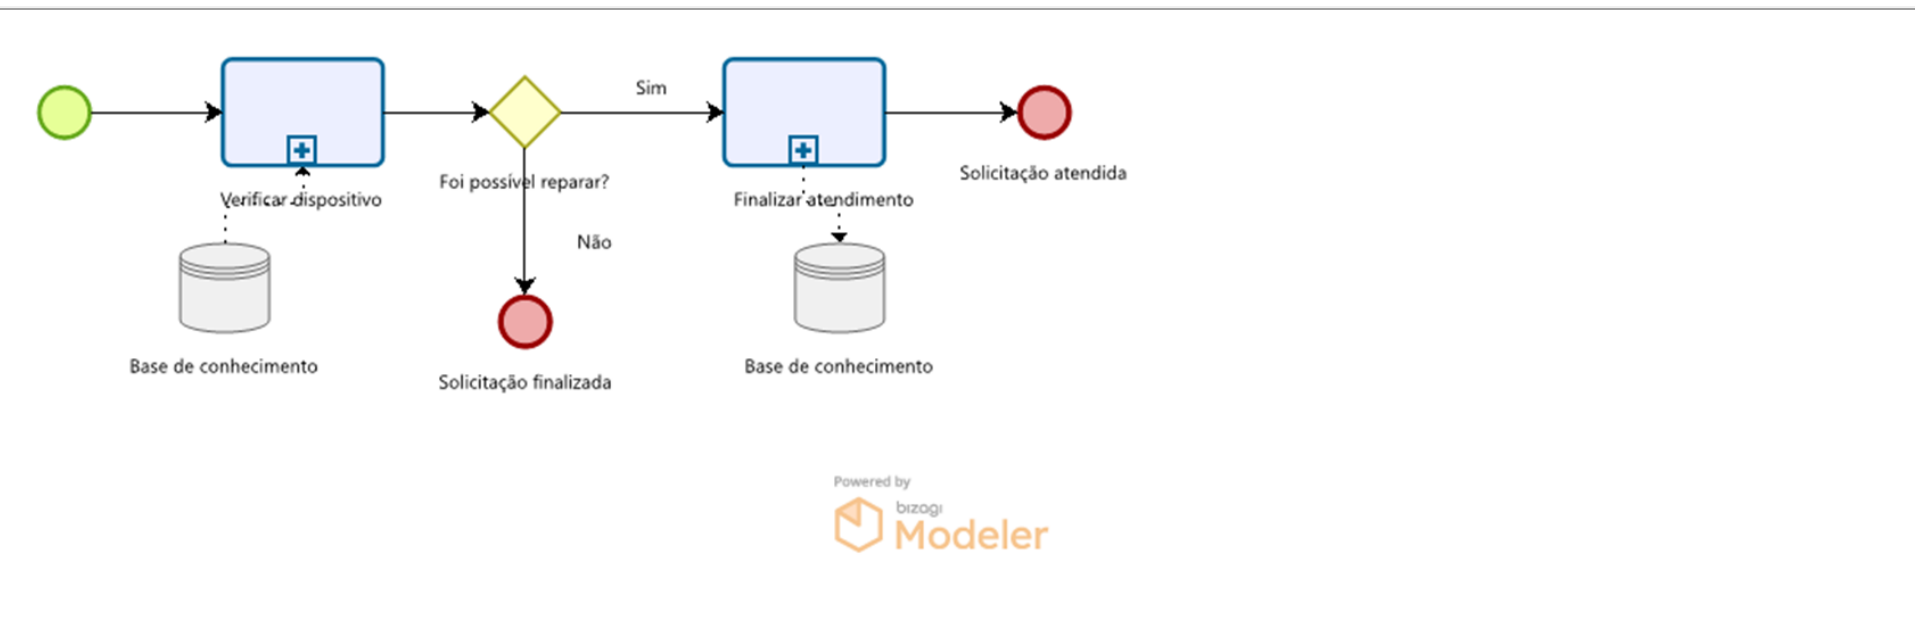 Sim
Solicitação atendida
Foi possível reparar?
Verificar dispositivo
Finalizar atendimento
Não
Base de conhecimento
Base de conhecimento
Solicitação finalizada
Powered by
bizagi
Modeler